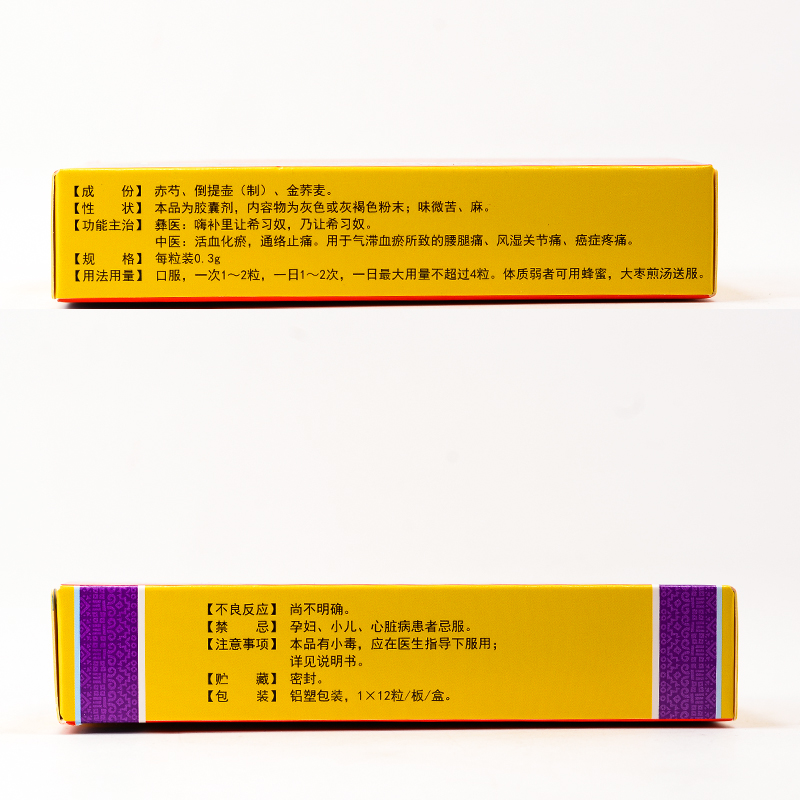 【成　　份】 赤芍、倒提壶（制）、金荞麦。
【性　　状】 本品为胶囊剂，内容物为灰色或灰褐色粉末；味微苦、麻。
【功能主治】 彝医：嗨补里让希习奴，乃让希习奴。
中医：活血化瘀，通络止痛。用于气滞血瘀所致的腰腿痛、风湿关节痛、癌症疼痛。
【规　　格】 每粒装0.3g
【用法用量】 口服，一次1～2粒，一日1～2次，一日最大用量不超过4粒。体质弱者可用蜂蜜，大枣煎汤送服。
【不良反应】 尚不明确。
【禁　　忌】 孕妇、小儿、心脏病患者忌服。
【注意事项】 本品有小毒，应在医生指导下服用；
详见说明书。
【贮　　藏】 密封。
【包　　装】 铝塑包装，1×12粒/板/盒。